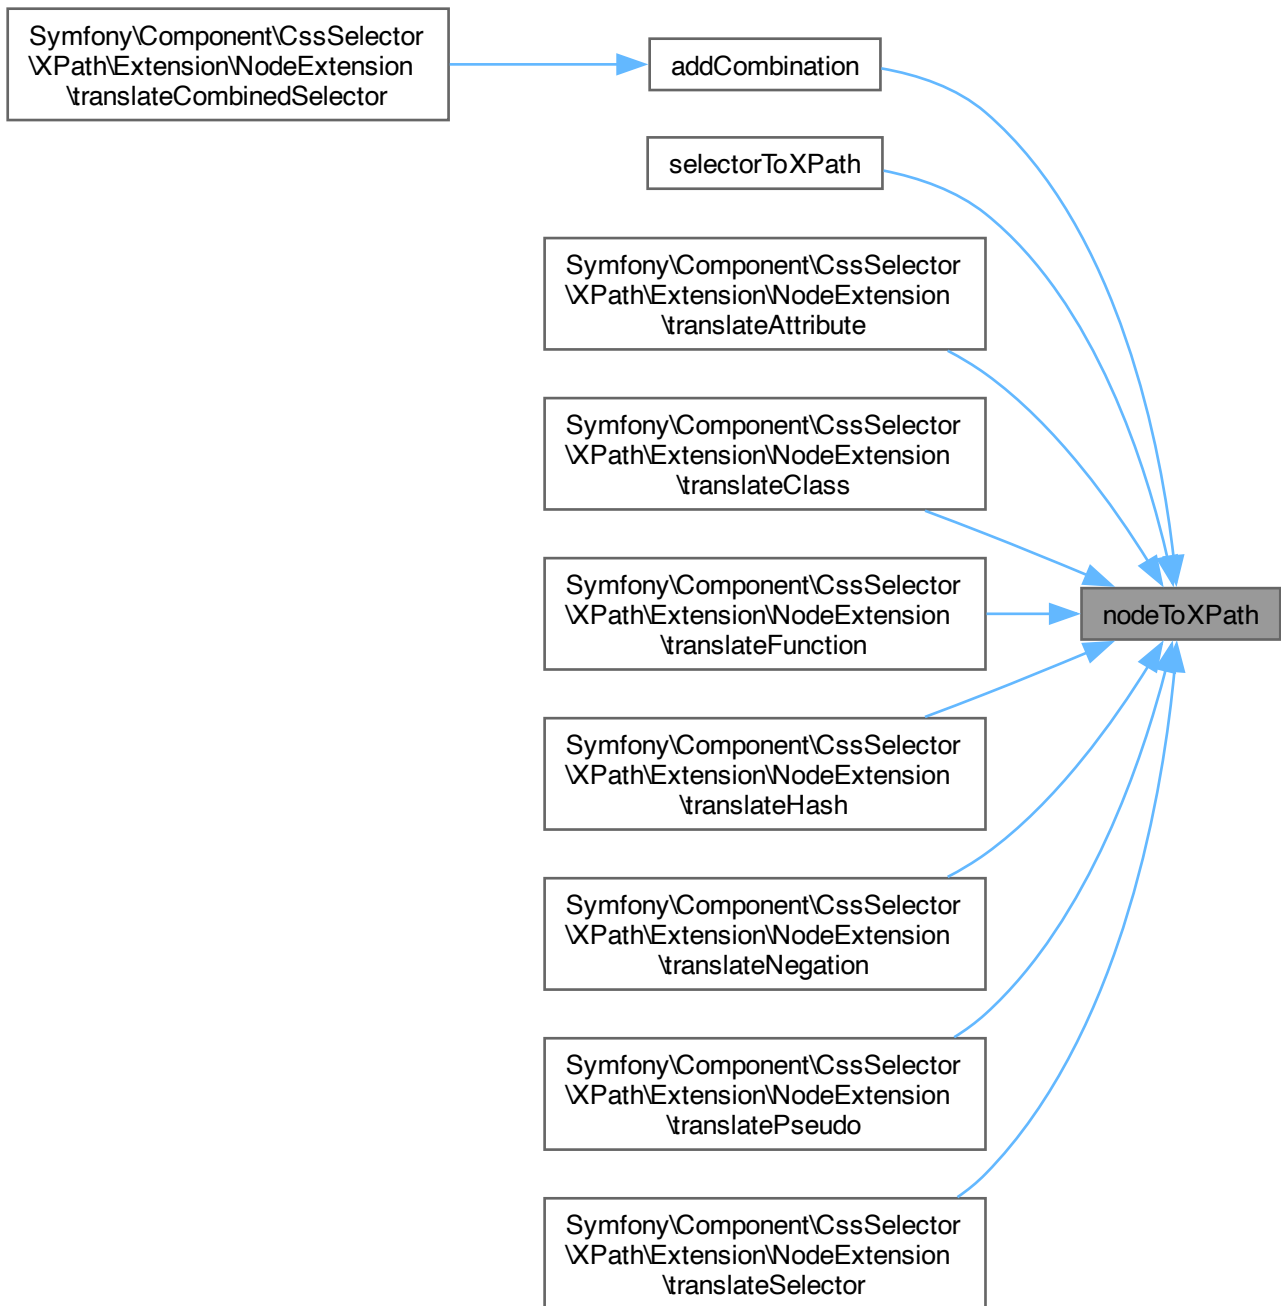 Symfony\Component\CssSelector
\XPath\Extension\NodeExtension
\translateCombinedSelector
addCombination
selectorToXPath
Symfony\Component\CssSelector
\XPath\Extension\NodeExtension
\translateAttribute
Symfony\Component\CssSelector
\XPath\Extension\NodeExtension
\translateClass
Symfony\Component\CssSelector
\XPath\Extension\NodeExtension
\translateFunction
nodeToXPath
Symfony\Component\CssSelector
\XPath\Extension\NodeExtension
\translateHash
Symfony\Component\CssSelector
\XPath\Extension\NodeExtension
\translateNegation
Symfony\Component\CssSelector
\XPath\Extension\NodeExtension
\translatePseudo
Symfony\Component\CssSelector
\XPath\Extension\NodeExtension
\translateSelector